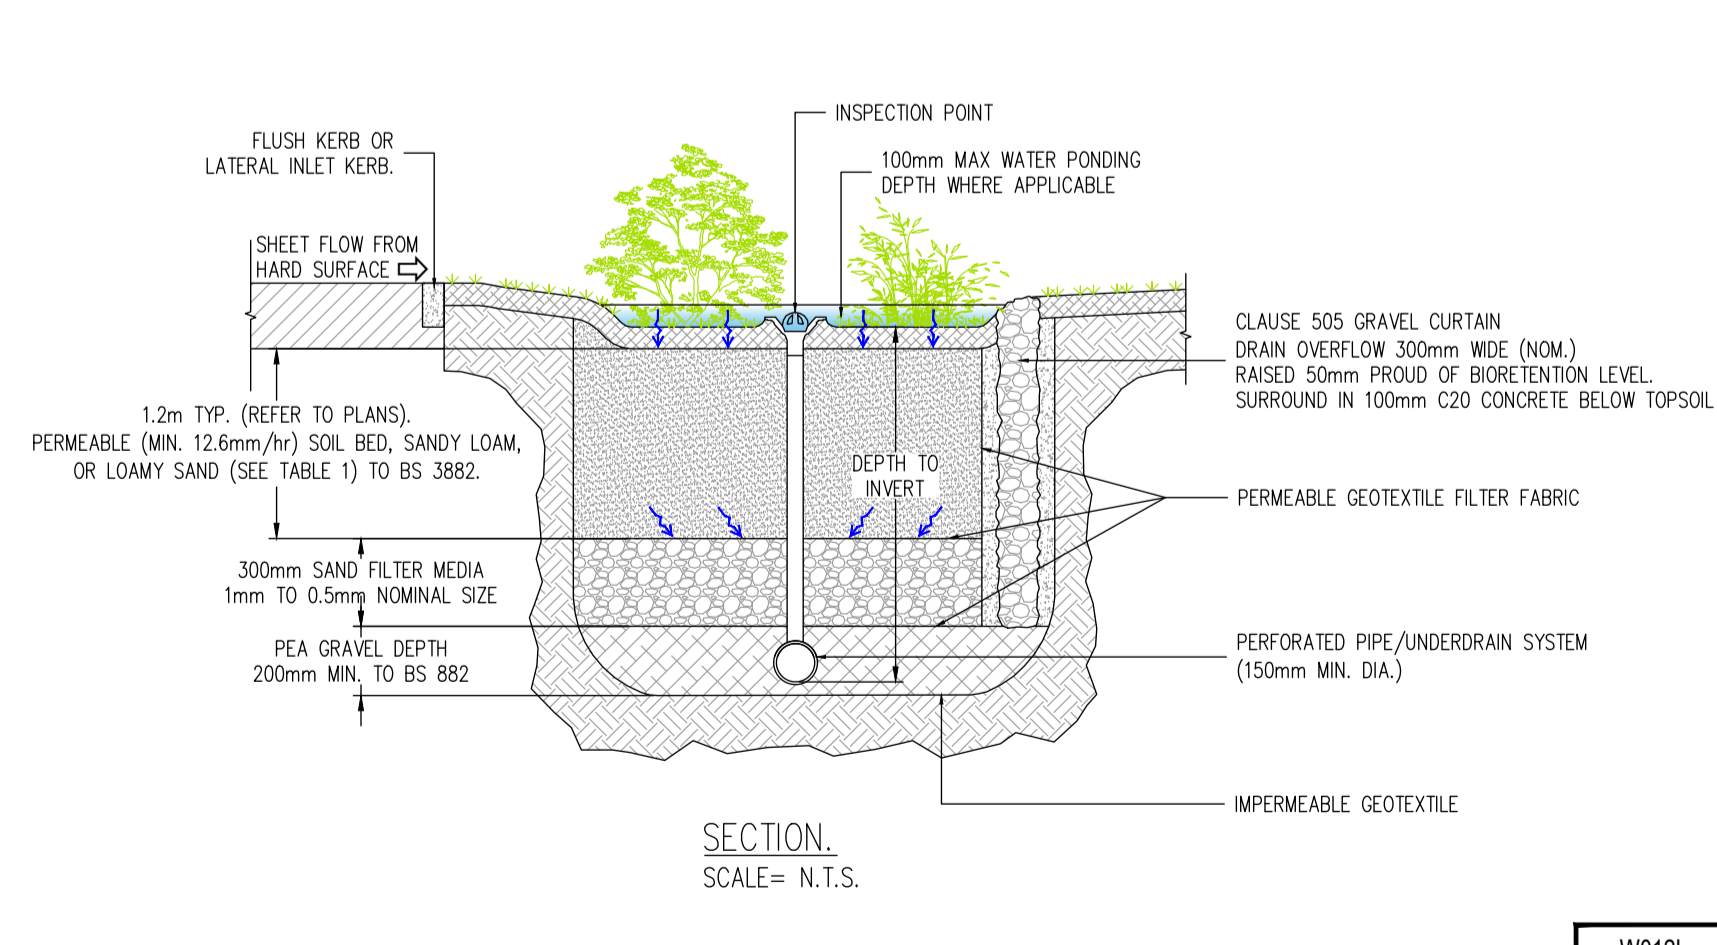 INSPECTION POINT
FLUSH KERB OR
LATERAL INLET KERB.
100mm MAX WATER PONDING
DEPTH WHERE APPLICABLE
SHEET FLOW FROM
HARD SURFACE
CLAUSE 505 GRAVEL CURTAIN
DRAIN OVERFLOW 300mm WIDE (NOM.)
RAISED 50mm PROUD OF BIORETENTION LEVEL.
SURROUND IN 100mm C20 CONCRETE BELOW TOPSOIL
1.2m TYP. (REFER TO PLANS).
PERMEABLE (MIN. 12.6mm/hr) SOIL BED, SANDY LOAM,
OR LOAMY SAND (SEE TABLE 1) TO BS 3882.
DEPTH TO
INVERT
PERMEABLE GEOTEXTILE FILTER FABRIC
300mm SAND FILTER MEDIA
1mm TO 0.5mm NOMINAL SIZE
PEA GRAVEL DEPTH
200mm MIN. TO BS 882
PERFORATED PIPE/UNDERDRAIN SYSTEM
(150mm MIN. DIA.)
IMPERMEABLE GEOTEXTILE
SECTION.
SCALE= N.T.S.